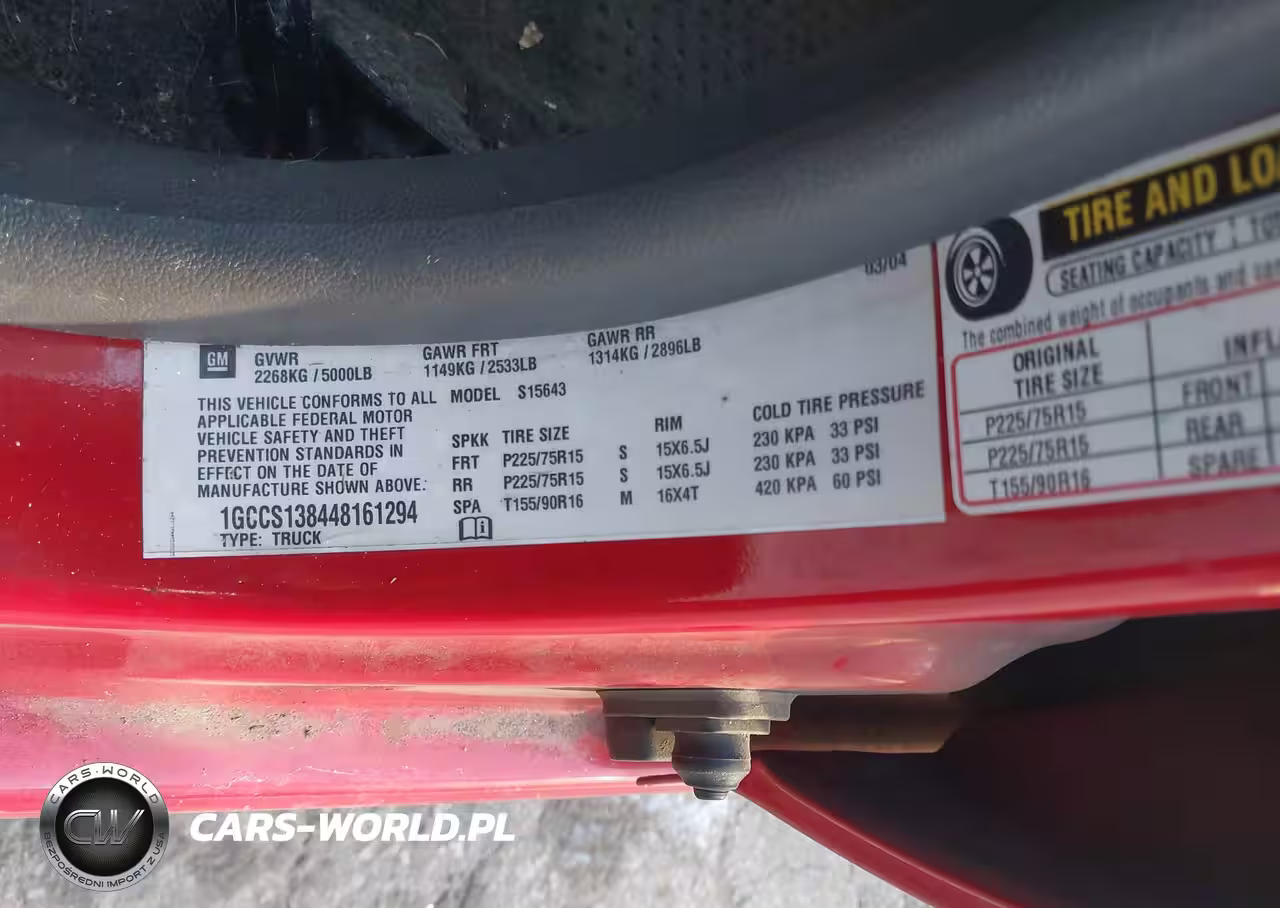 03/04
GM GVWR GAWR FRT GAWR RR
2268KG / 5000LB 1149KG / 2533LB 1314KG / 2896LB
THIS VEHICLE CONFORMS TO ALL
APPLICABLE FEDERAL MOTOR
VEHICLE SAFETY AND THEFT
PREVENTION STANDARDS IN
EFFECT ON THE DATE OF
MANUFACTURE SHOWN ABOVE:
1GCCS138448161294
TYPE: TRUCK
MODEL S15643
SPKK TIRE SIZE RIM COLD TIRE PRESSURE
FRT P225/75R15 S 15X6.5J 230 KPA 33 PSI
RR P225/75R15 S 15X6.5J 230 KPA 33 PSI
SPA T155/90R16 M 16X4T 420 KPA 60 PSI
TIRE AND
SEATING CAPACITY
The combined weight of occupants and
ORIGINAL
TIRE SIZE
P225/75R15 FRONT
P225/75R15 REAR
T155/90R16 SPARE
CARS-WORLD
CW
BEZPOŚREDNI IMPORT Z USA
CARS-WORLD.PL